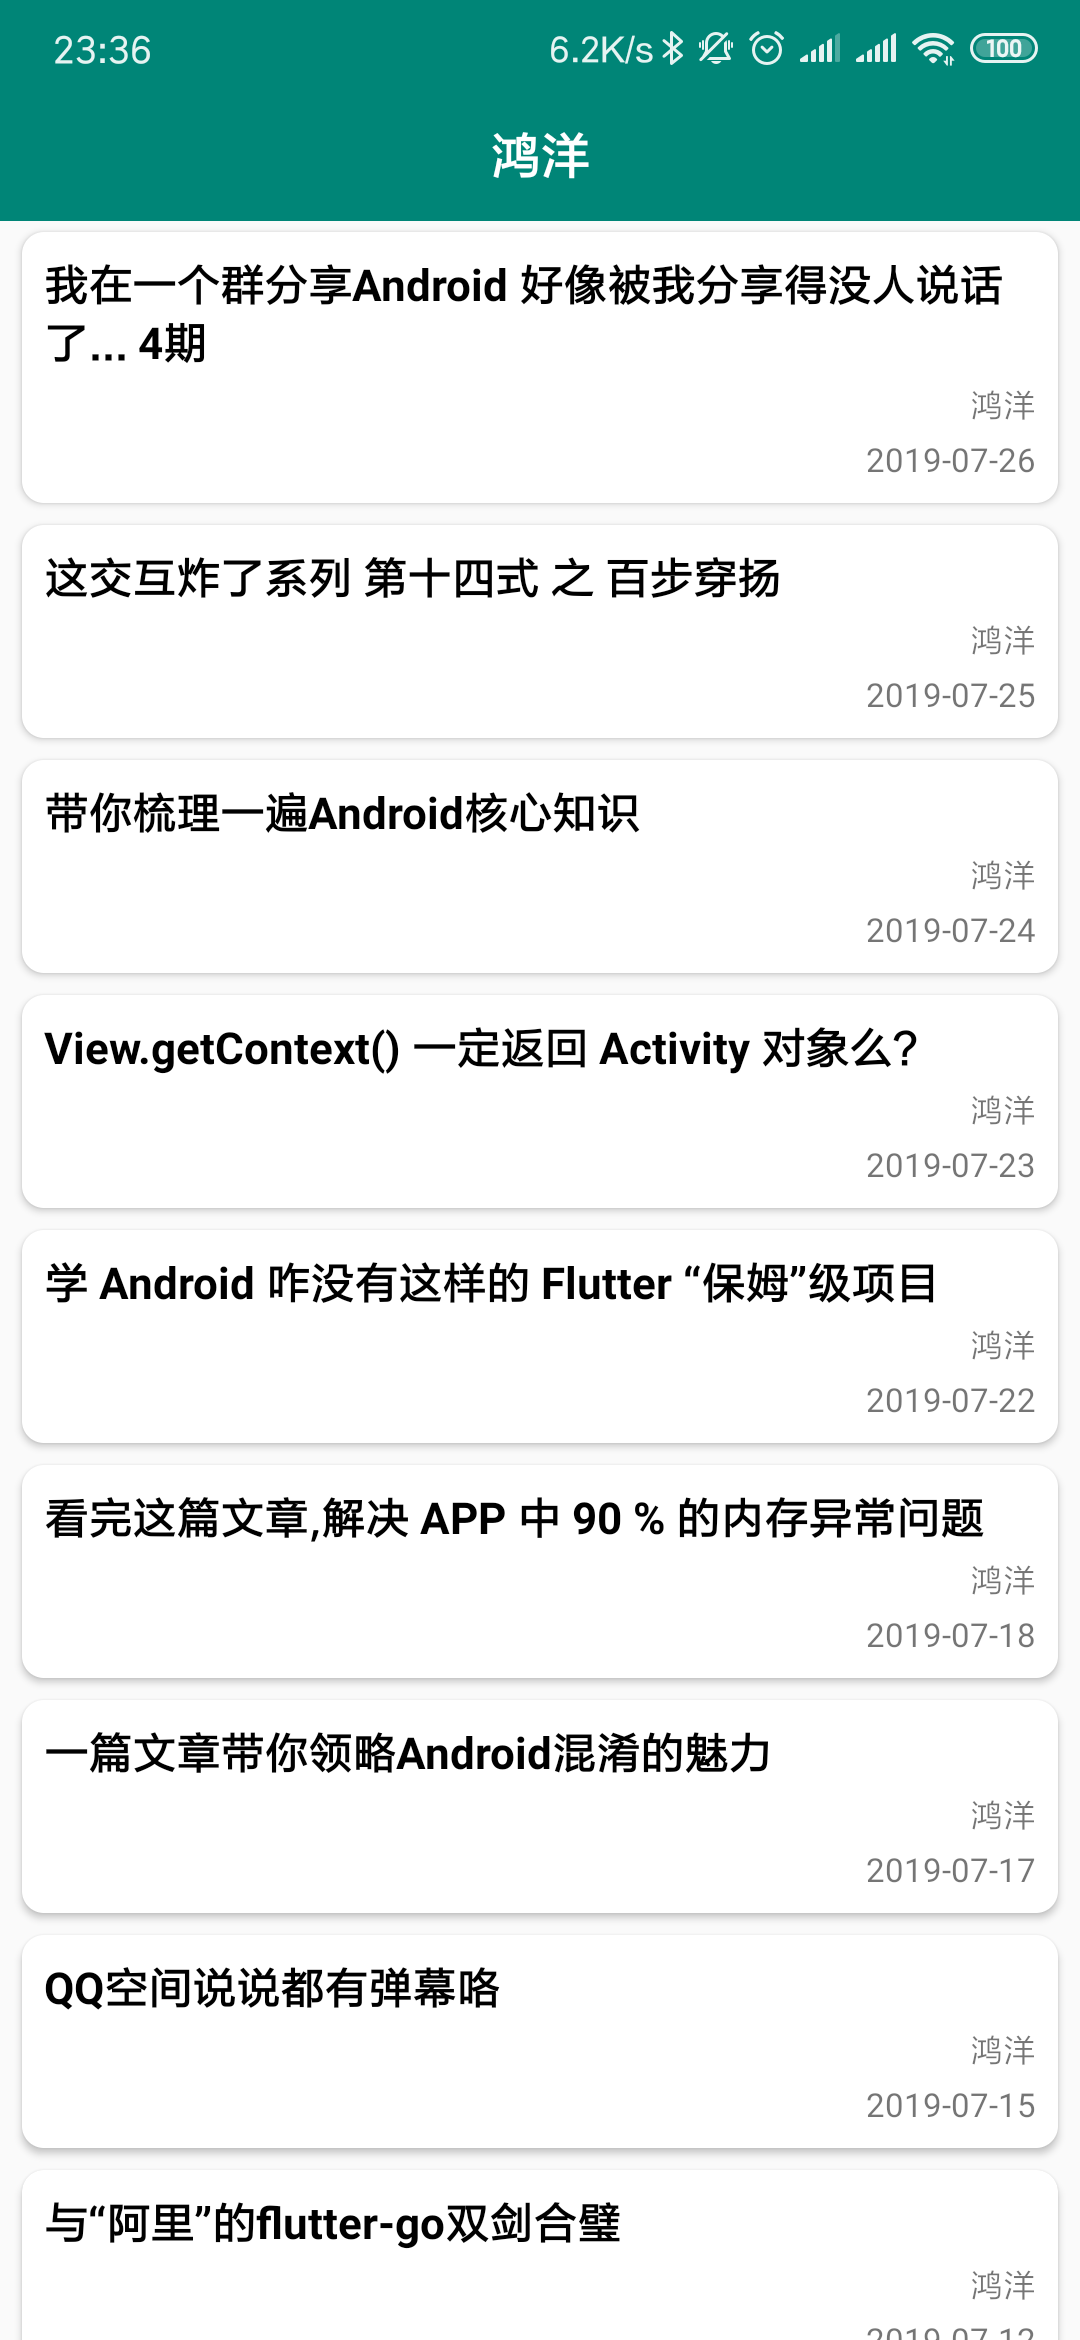 23:36 6.2K/s 100
鸿洋
我在一个群分享Android 好像被我分享得没人说话
了... 4期
鸿洋
2019-07-26
这交互炸了系列 第十四式 之 百步穿扬
鸿洋
2019-07-25
带你梳理一遍Android核心知识
鸿洋
2019-07-24
View.getContext() 一定返回 Activity 对象么?
鸿洋
2019-07-23
学 Android 咋没有这样的 Flutter “保姆”级项目
鸿洋
2019-07-22
看完这篇文章,解决 APP 中 90 % 的内存异常问题
鸿洋
2019-07-18
一篇文章带你领略Android混淆的魅力
鸿洋
2019-07-17
QQ空间说说都有弹幕咯
鸿洋
2019-07-15
与“阿里”的flutter-go双剑合璧
鸿洋
2019-07-12